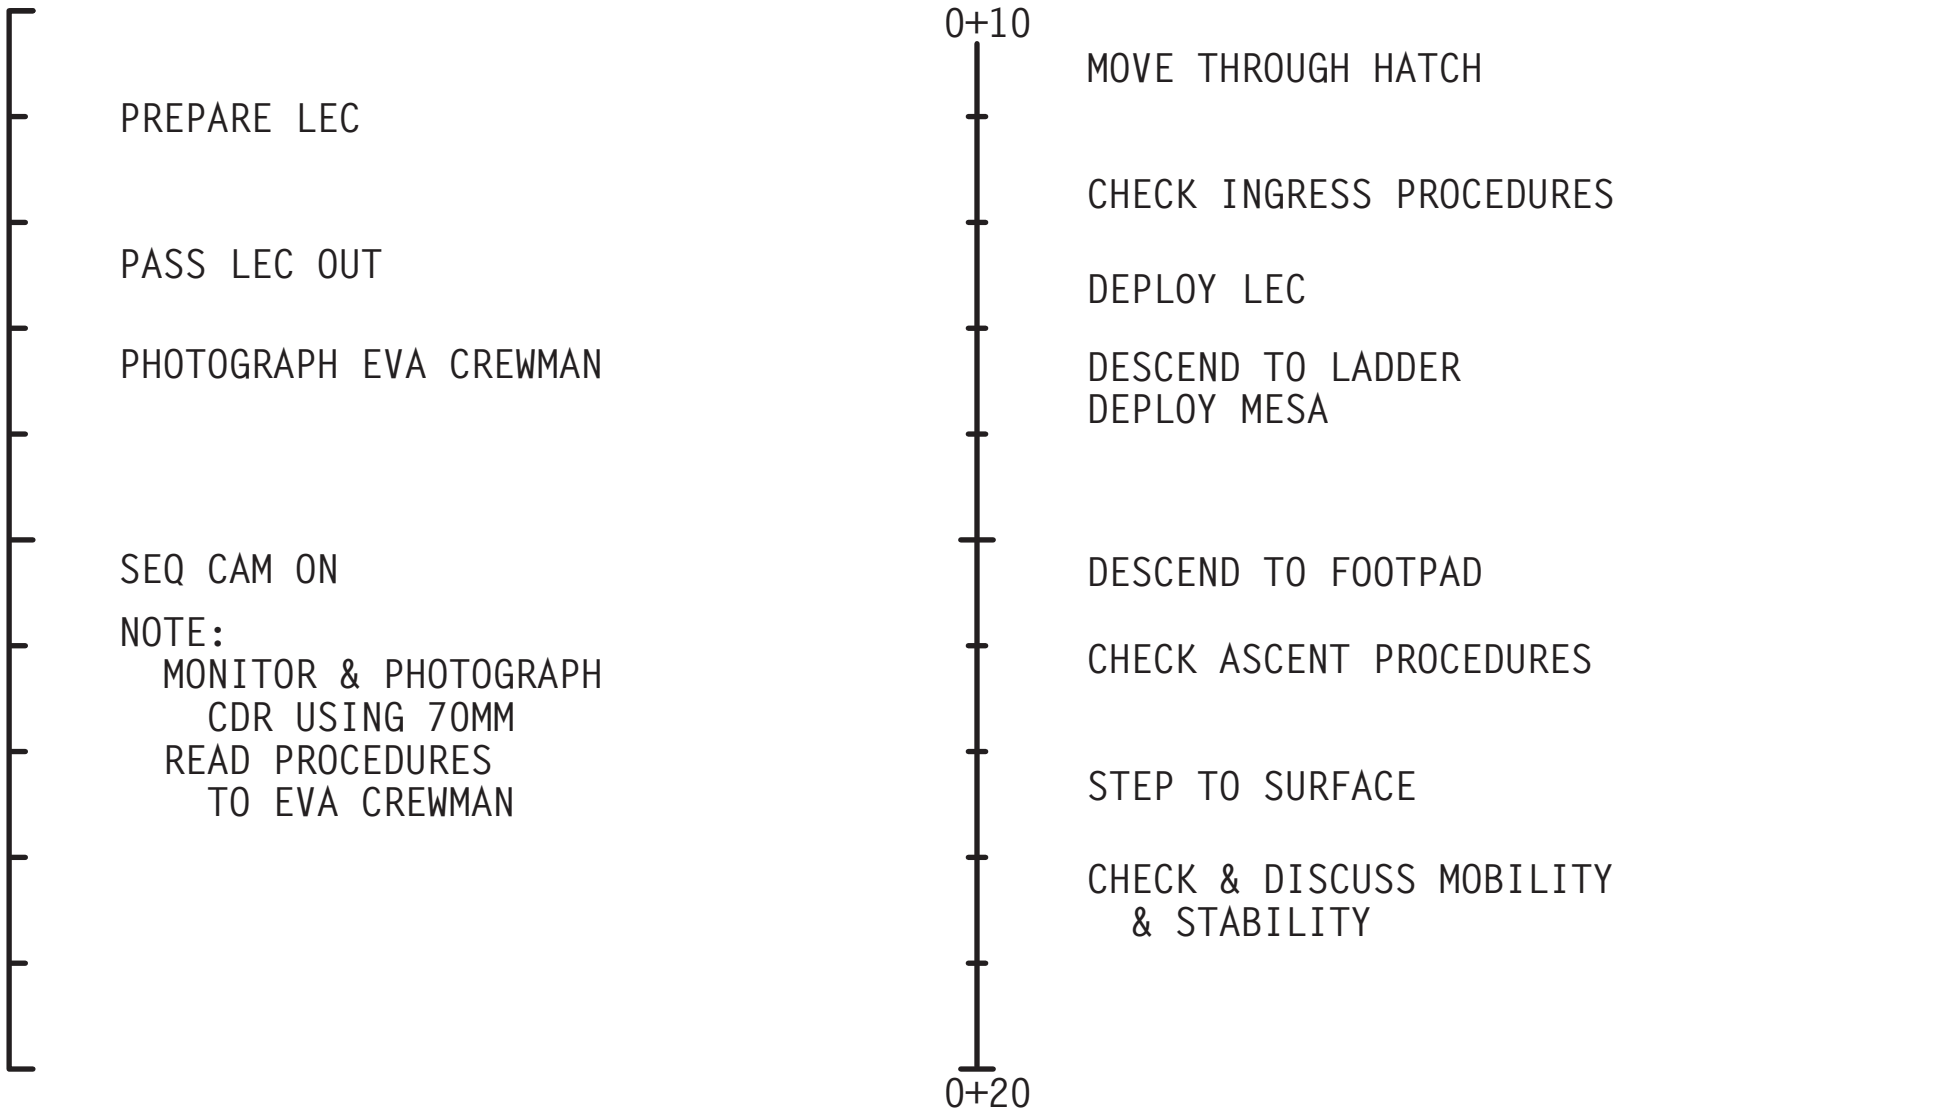 0+10
PREPARE LEC
PASS LEC OUT
PHOTOGRAPH EVA CREWMAN
SEQ CAM ON
NOTE:
MONITOR & PHOTOGRAPH
CDR USING 70MM
READ PROCEDURES
TO EVA CREWMAN
MOVE THROUGH HATCH
CHECK INGRESS PROCEDURES
DEPLOY LEC
DESCEND TO LADDER
DEPLOY MESA
DESCEND TO FOOTPAD
CHECK ASCENT PROCEDURES
STEP TO SURFACE
CHECK & DISCUSS MOBILITY
& STABILITY
0+20